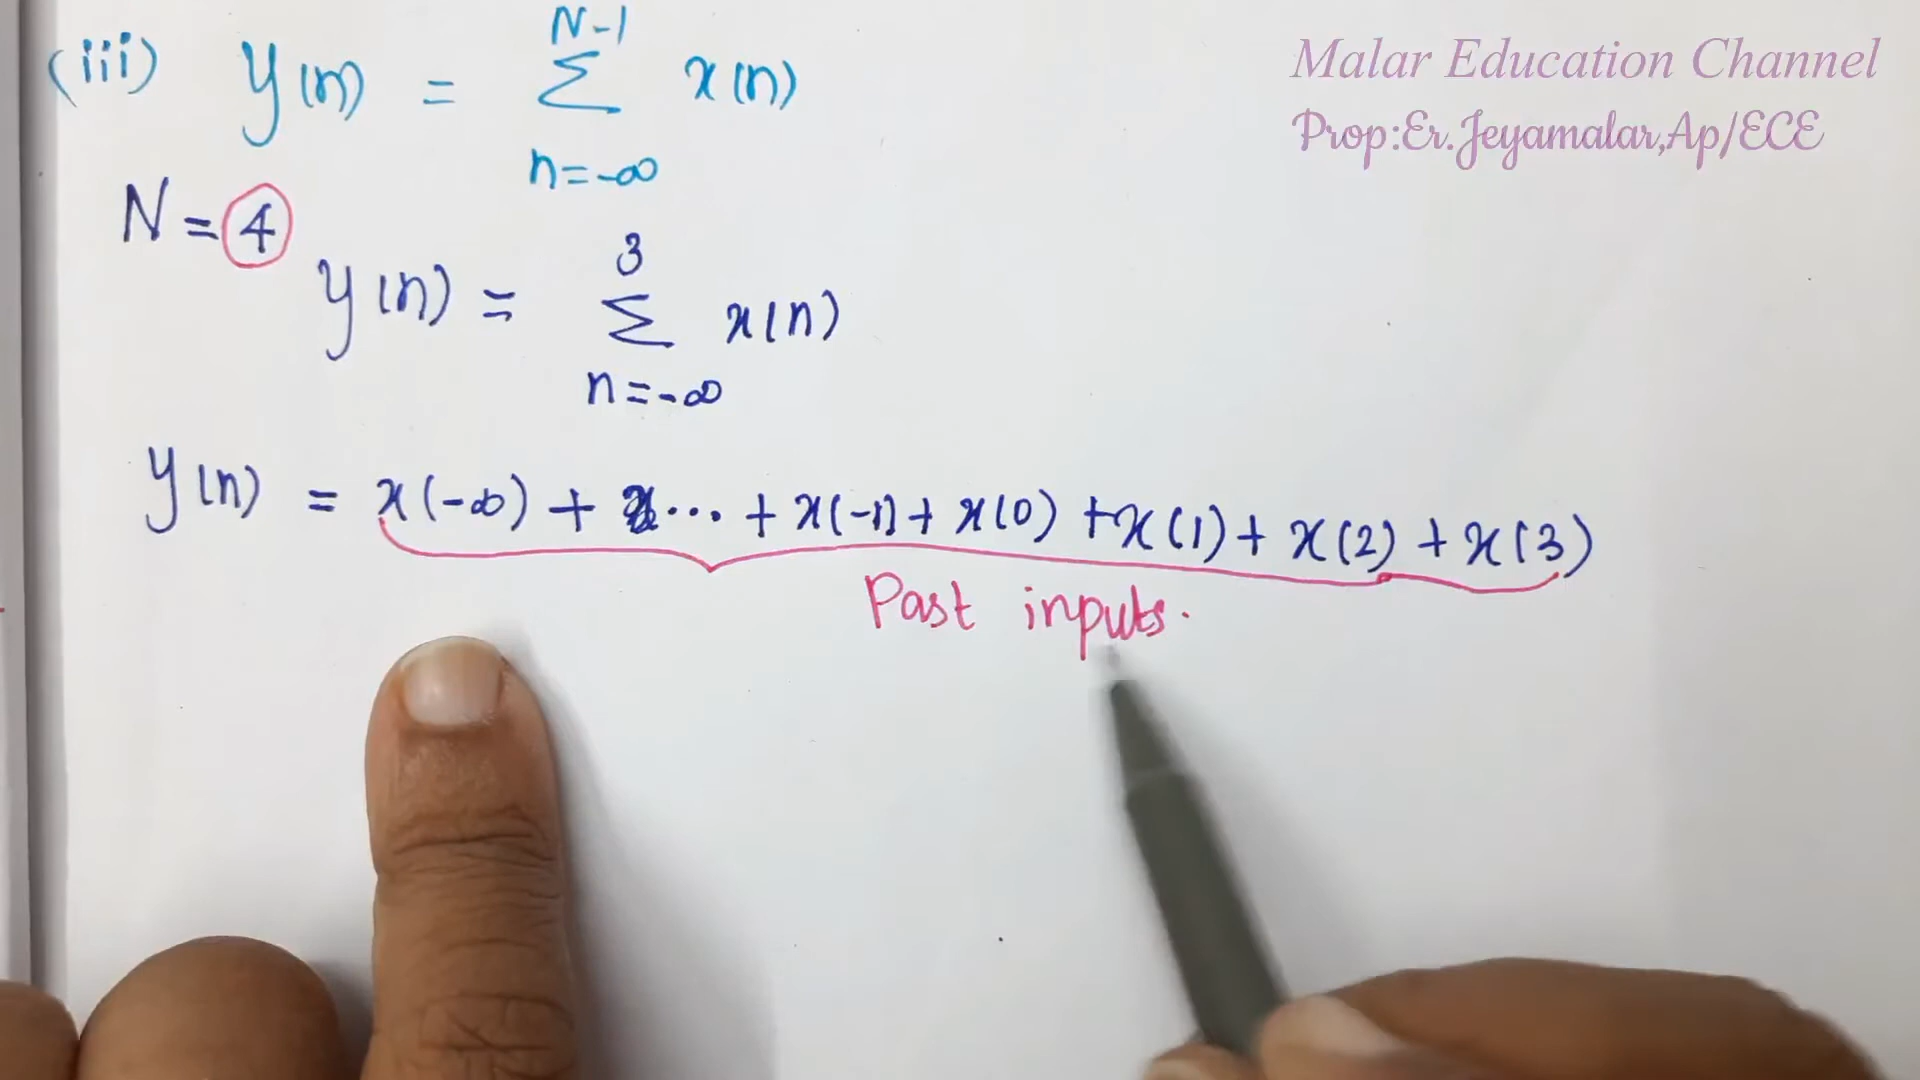 Malar Education Channel
Prop:Er.Jeyamalar,Ap/ECE
(iii) y(n) = N-1 Σ n=-∞ x(n)
N = 4
y(n) = 3 Σ n=-∞ x(n)
y(n) = x(-∞) + ... + x(-1) + x(0) + x(1) + x(2) + x(3)
Past inputs.